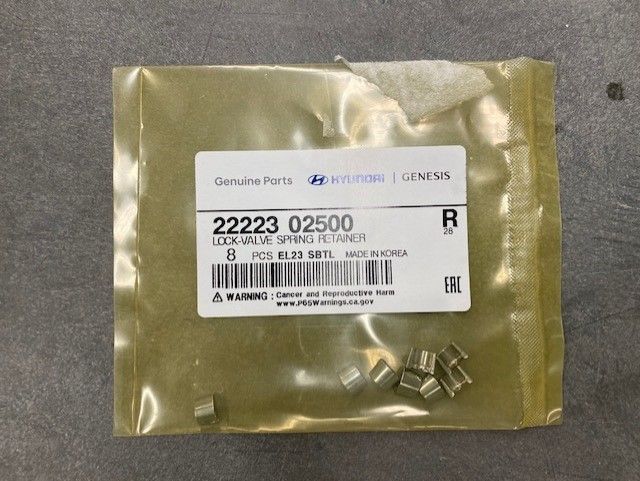 Genuine Parts HYUNDAI | GENESIS
22223 02500 R
LOCK-VALVE SPRING RETAINER 28
8 PCS EL23 SBTL MADE IN KOREA
EAC
⚠ WARNING : Cancer and Reproductive Harm
www.P65Warnings.ca.gov